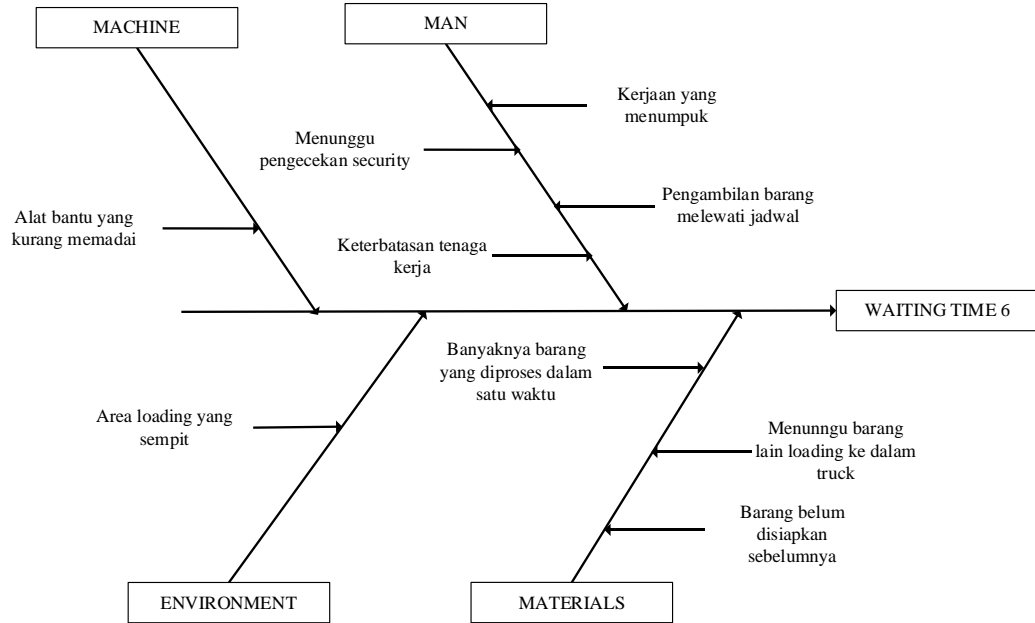 MACHINE
MAN
Kerjaan yang
menumpuk
Menunggu
pengecekan security
Pengambilan barang
melewati jadwal
Alat bantu yang
kurang memadai
Keterbatasan tenaga
kerja
WAITING TIME 6
Banyaknya barang
yang diproses dalam
satu waktu
Area loading yang
sempit
Menunngu barang
lain loading ke dalam
truck
Barang belum
disiapkan
sebelumnya
ENVIRONMENT
MATERIALS